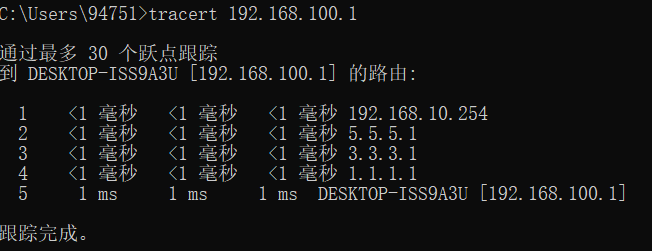 C:\Users\94751>tracert 192.168.100.1
通过最多 30 个跃点跟踪
到 DESKTOP-ISS9A3U [192.168.100.1] 的路由:
1 <1 毫秒 <1 毫秒 <1 毫秒 192.168.10.254
2 <1 毫秒 <1 毫秒 <1 毫秒 5.5.5.1
3 <1 毫秒 <1 毫秒 <1 毫秒 3.3.3.1
4 <1 毫秒 <1 毫秒 <1 毫秒 1.1.1.1
5 1 ms 1 ms 1 ms DESKTOP-ISS9A3U [192.168.100.1]
跟踪完成。